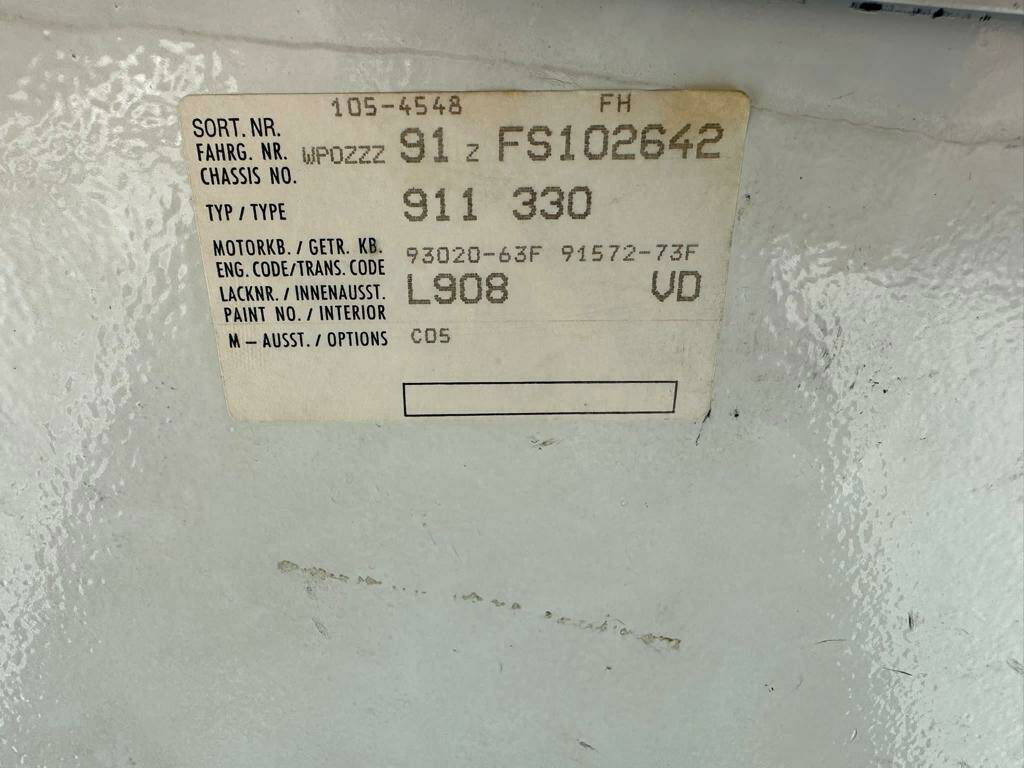 105-4548 FH
SORT. NR.
FAHRG. NR. WPOZZZ 91 Z FS102642
CHASSIS NO.
TYP / TYPE 911 330
MOTORKB. / GETR. KB. 93020-63F 91572-73F
ENG. CODE/TRANS. CODE
LACKNR. / INNENAUSST. L908 VD
PAINT NO. / INTERIOR
M – AUSST. / OPTIONS C05